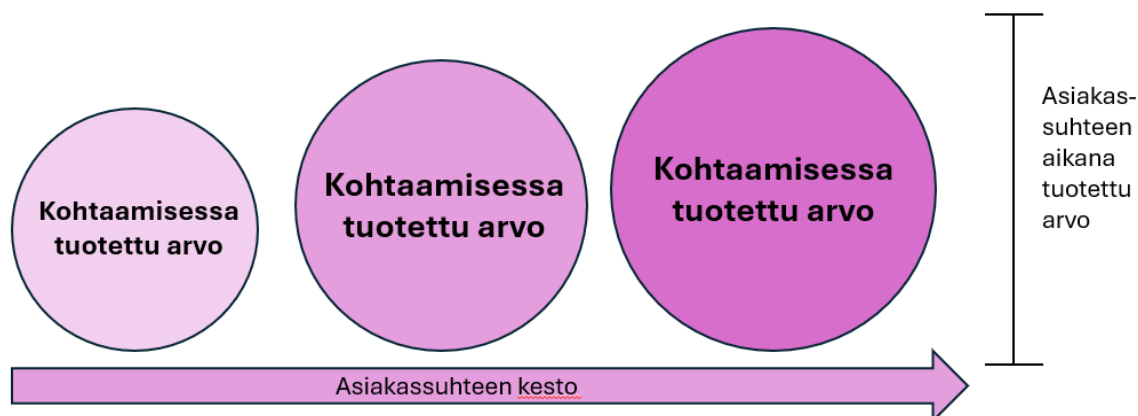 Kohtaamisessa
tuotettu arvo
Kohtaamisessa
tuotettu arvo
Kohtaamisessa
tuotettu arvo
Asiakas-
suhteen
aikana
tuotettu
arvo
Asiakassuhteen kesto